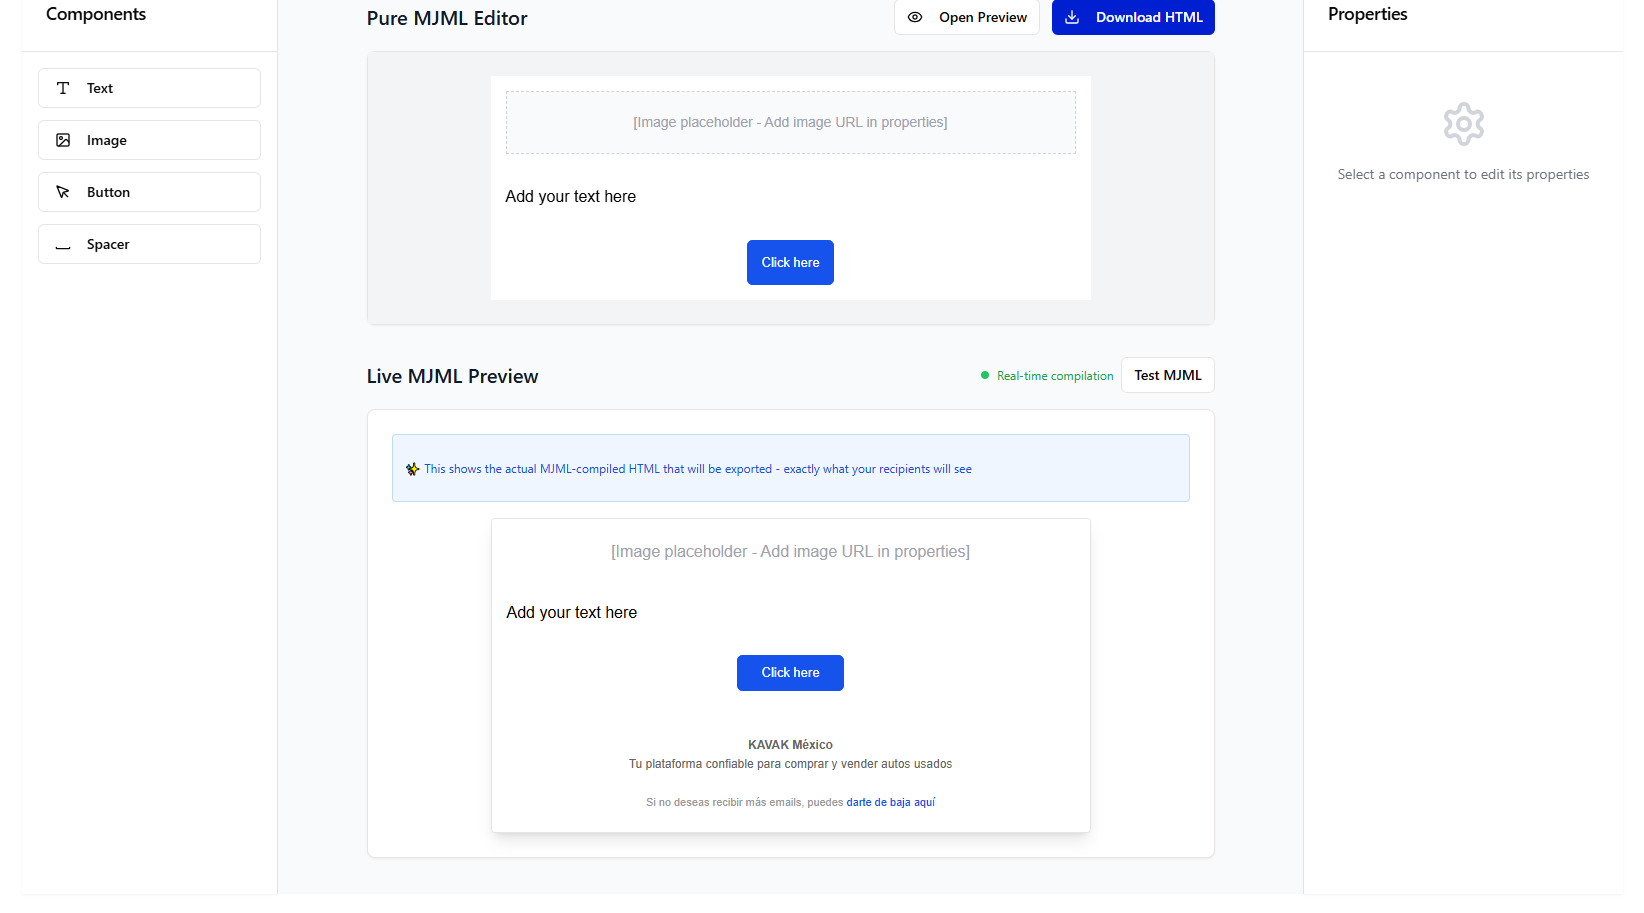 Components
Text
Image
Button
Spacer
Pure MJML Editor
Open Preview
Download HTML
[Image placeholder - Add image URL in properties]
Add your text here
Click here
Live MJML Preview
Real-time compilation
Test MJML
✨ This shows the actual MJML-compiled HTML that will be exported - exactly what your recipients will see
[Image placeholder - Add image URL in properties]
Add your text here
Click here
KAVAK México
Tu plataforma confiable para comprar y vender autos usados
Si no deseas recibir más emails, puedes darte de baja aquí
Properties
Select a component to edit its properties